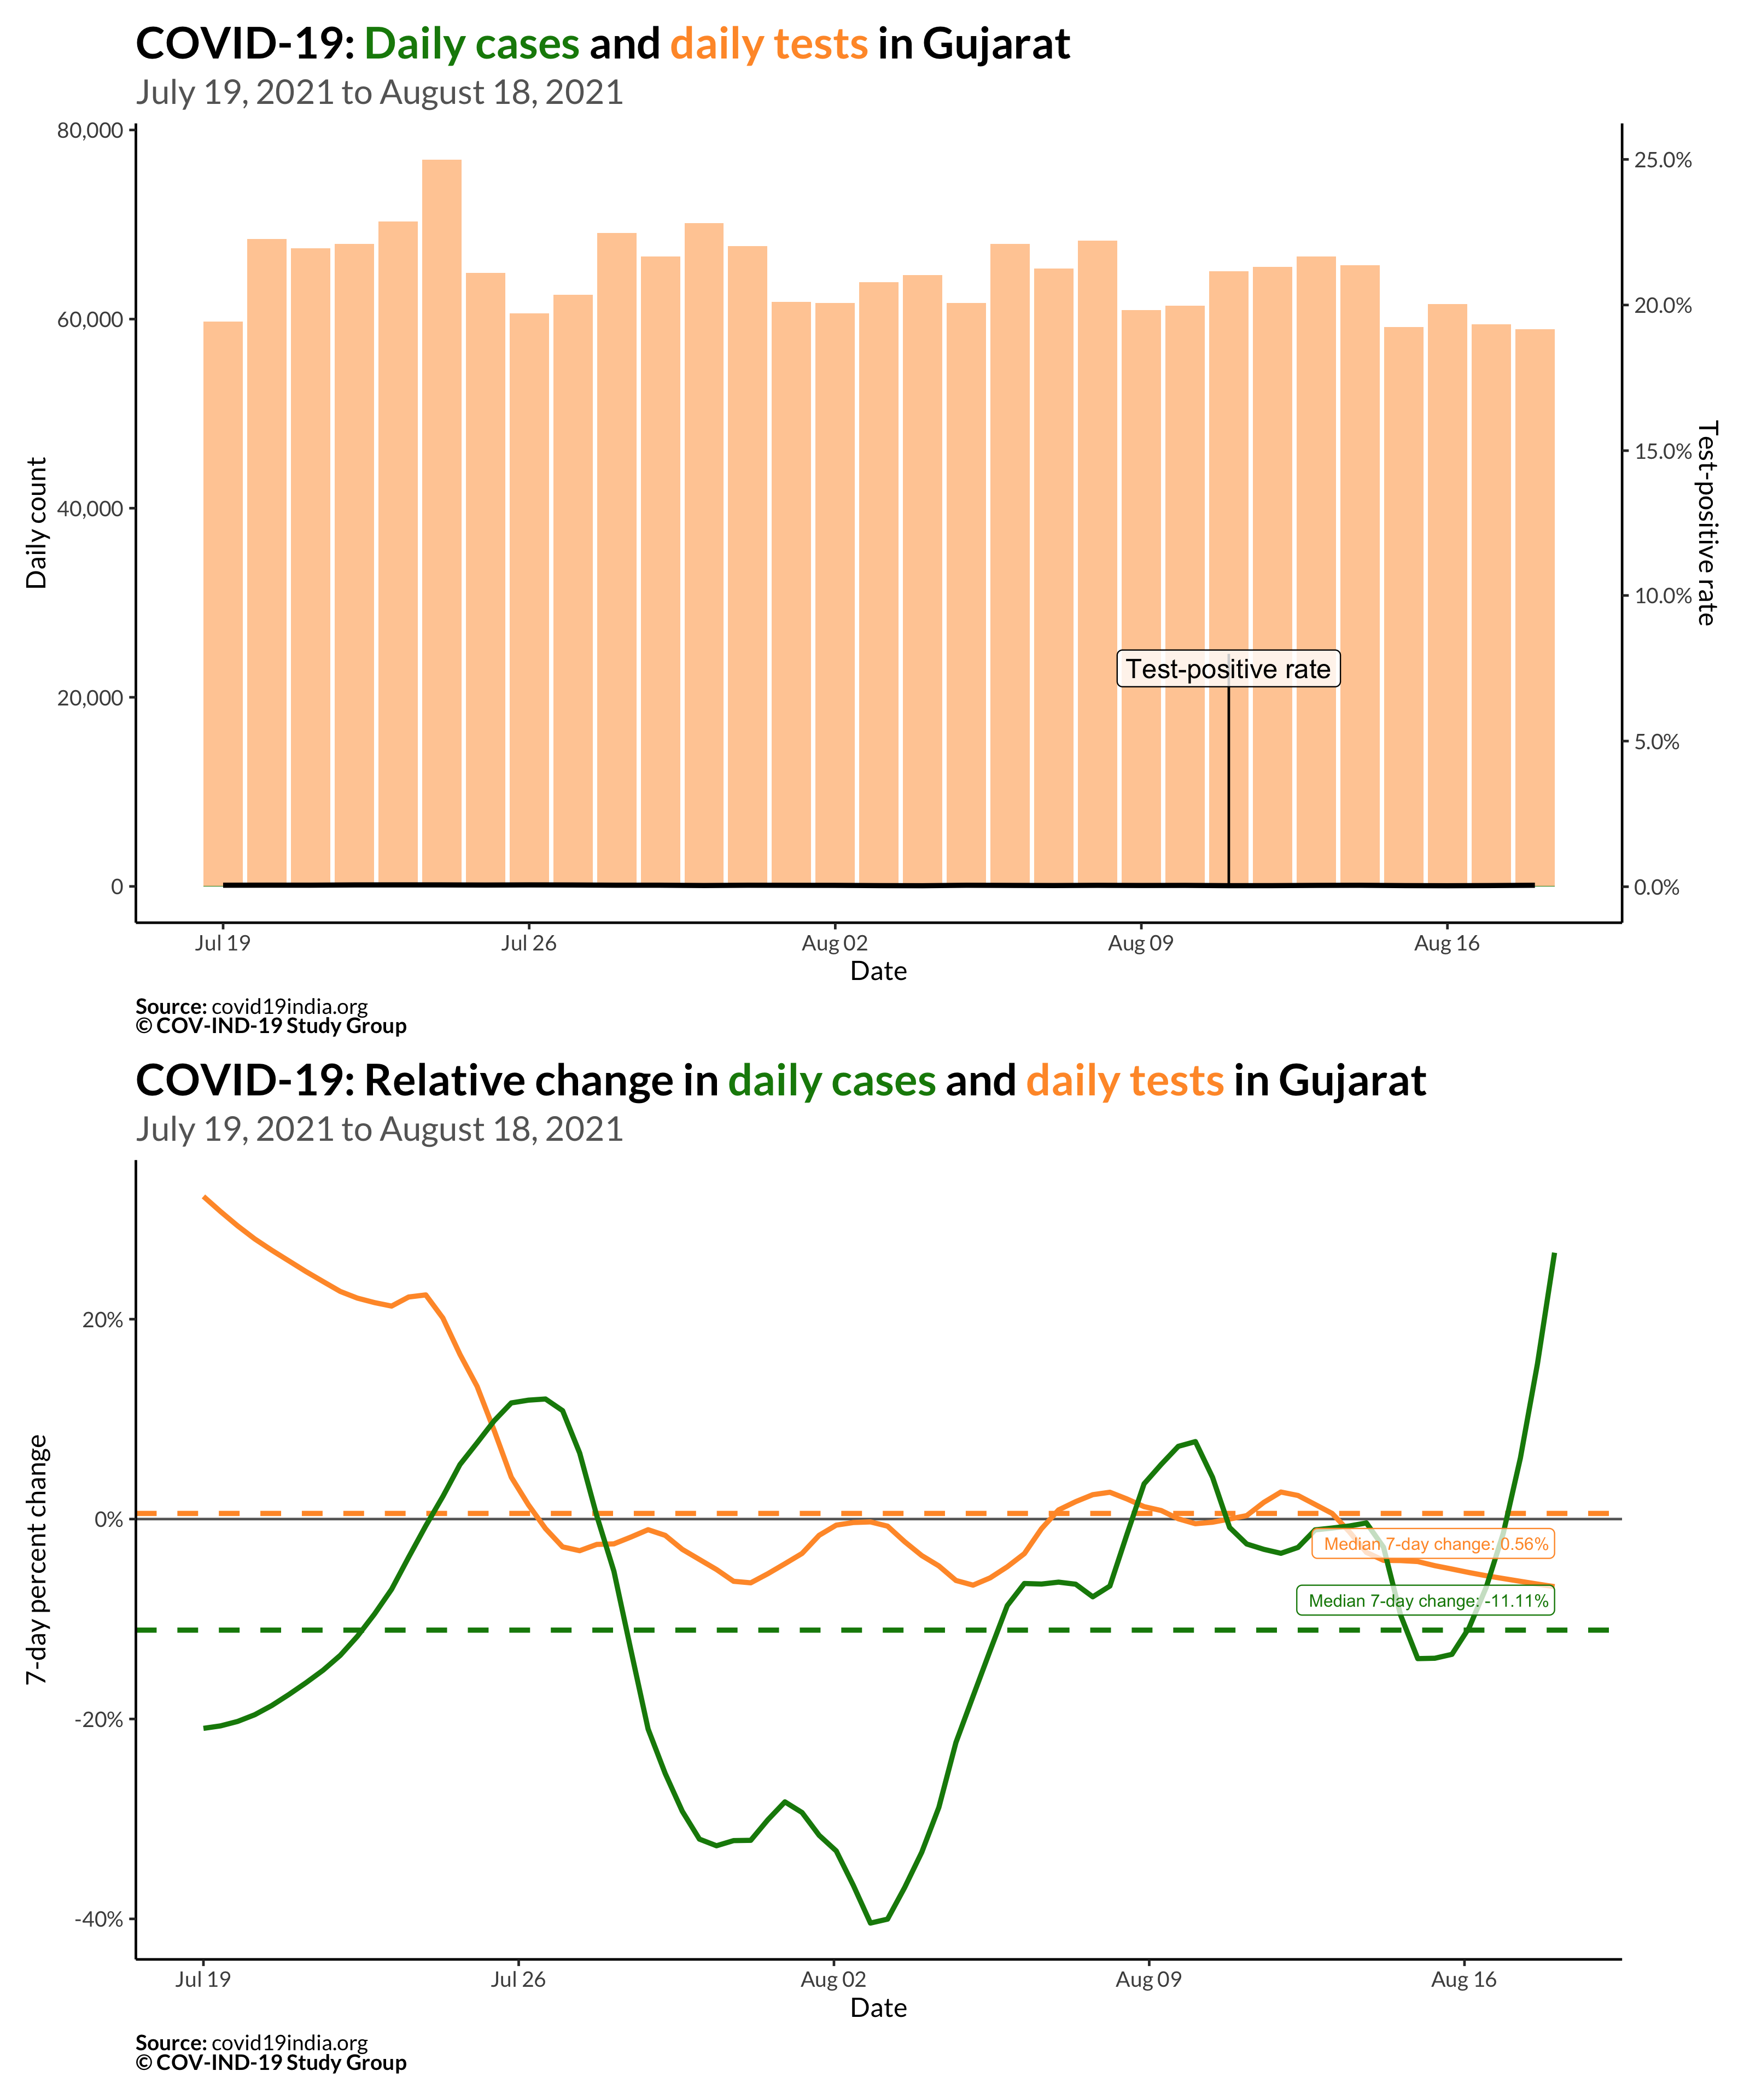 COVID-19: Daily cases and daily tests in Gujarat
July 19, 2021 to August 18, 2021
80,000
60,000
40,000
20,000
0
Daily count
25.0%
20.0%
15.0%
10.0%
5.0%
0.0%
Test-positive rate
Test-positive rate
Jul 19
Jul 26
Aug 02
Aug 09
Aug 16
Date
Source: covid19india.org
© COV-IND-19 Study Group
COVID-19: Relative change in daily cases and daily tests in Gujarat
July 19, 2021 to August 18, 2021
20%
0%
-20%
-40%
7-day percent change
Median 7-day change: 0.56%
Median 7-day change: -11.11%
Jul 19
Jul 26
Aug 02
Aug 09
Aug 16
Date
Source: covid19india.org
© COV-IND-19 Study Group